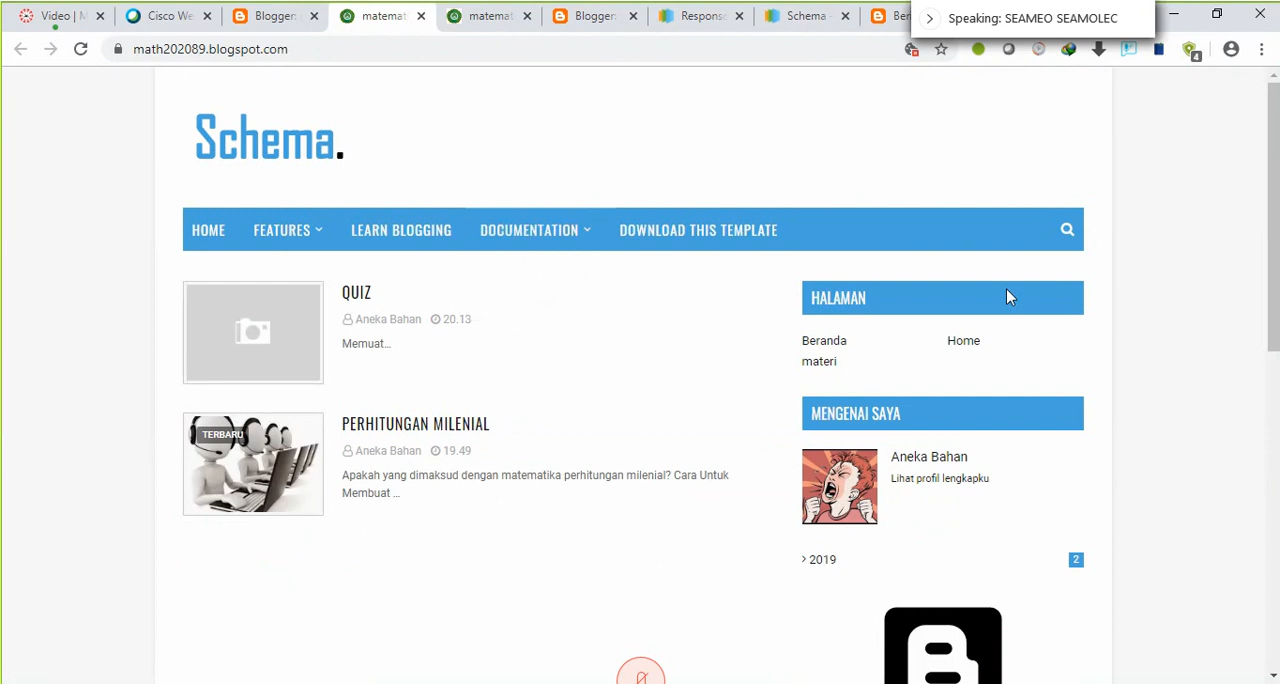 Video | M
Cisco We
Blogger:
matemat
matemat
Blogger:
Respons
Schema -
Be
Speaking: SEAMEO SEAMOLEC
math202089.blogspot.com
4
Schema.
HOME
FEATURES
LEARN BLOGGING
DOCUMENTATION
DOWNLOAD THIS TEMPLATE
QUIZ
Aneka Bahan 20.13
Memuat...
TERBARU
PERHITUNGAN MILENIAL
Aneka Bahan 19.49
Apakah yang dimaksud dengan matematika perhitungan milenial? Cara Untuk
Membuat ...
HALAMAN
Beranda
Home
materi
MENGENAI SAYA
Aneka Bahan
Lihat profil lengkapku
2019
2